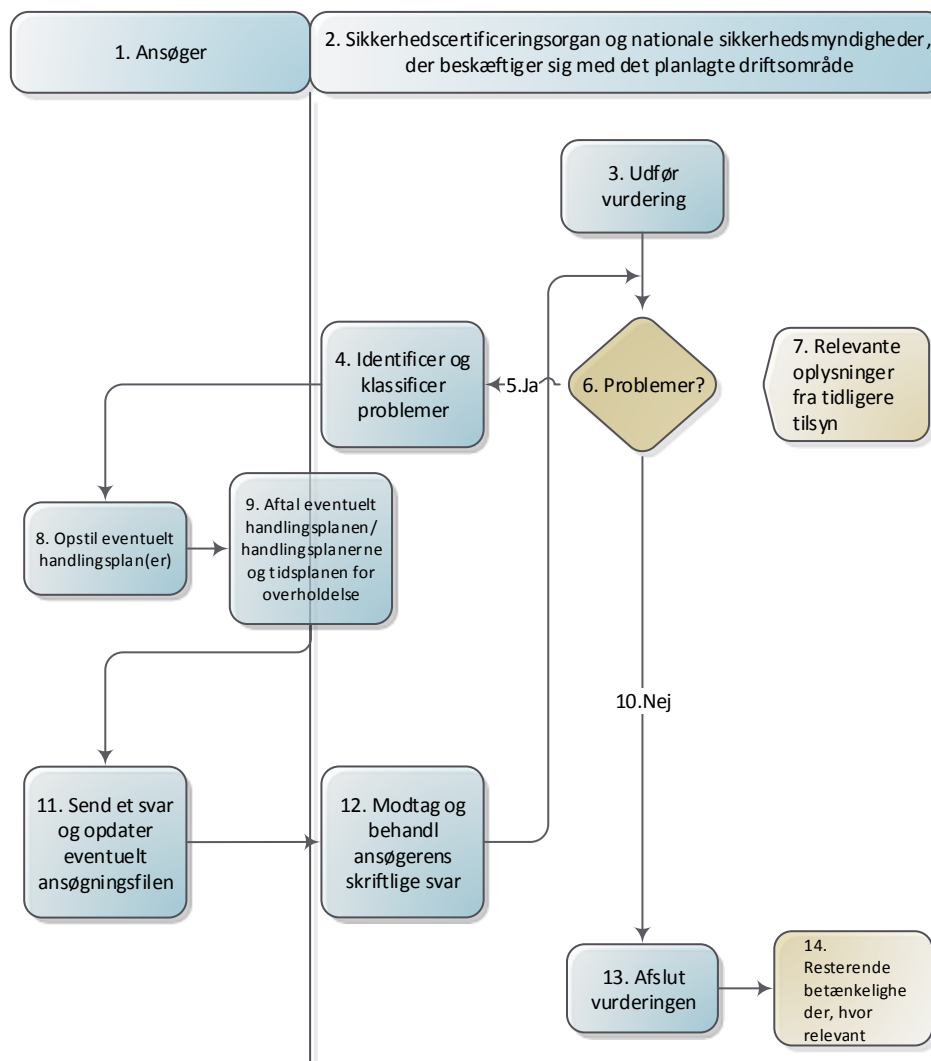 1. Ansøger
2. Sikkerhedscertificeringsorgan og nationale sikkerhedsmyndigheder,
der beskæftiger sig med det planlagte driftsområde
3. Udfør
vurdering
4. Identificer og
klassificer
problemer
5.Ja
6. Problemer?
7. Relevante
oplysninger
fra tidligere
tilsyn
8. Opstil eventuelt
handlingsplan(er)
9. Aftal eventuelt
handlingsplanen/
handlingsplanerne
og tidsplanen for
overholdelse
10.Nej
11. Send et svar
og opdater
eventuelt
ansøgningsfilen
12. Modtag og
behandl
ansøgerens
skriftlige svar
13. Afslut
vurderingen
14.
Resterende
betænkelighe
der, hvor
relevant